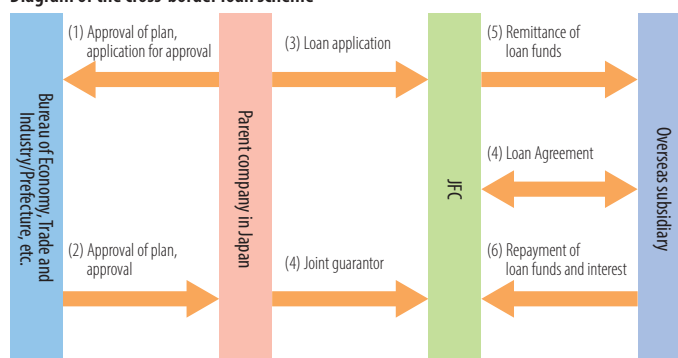 Diagram of the cross-border loan scheme
(1) Approval of plan,
application for approval
(3) Loan application
(5) Remittance of
loan funds
Bureau of Economy, Trade and
Industry/Prefecture, etc.
Parent company in Japan
JFC
(4) Loan Agreement
Overseas subsidiary
(2) Approval of plan,
approval
(4) Joint guarantor
(6) Repayment of
loan funds and interest